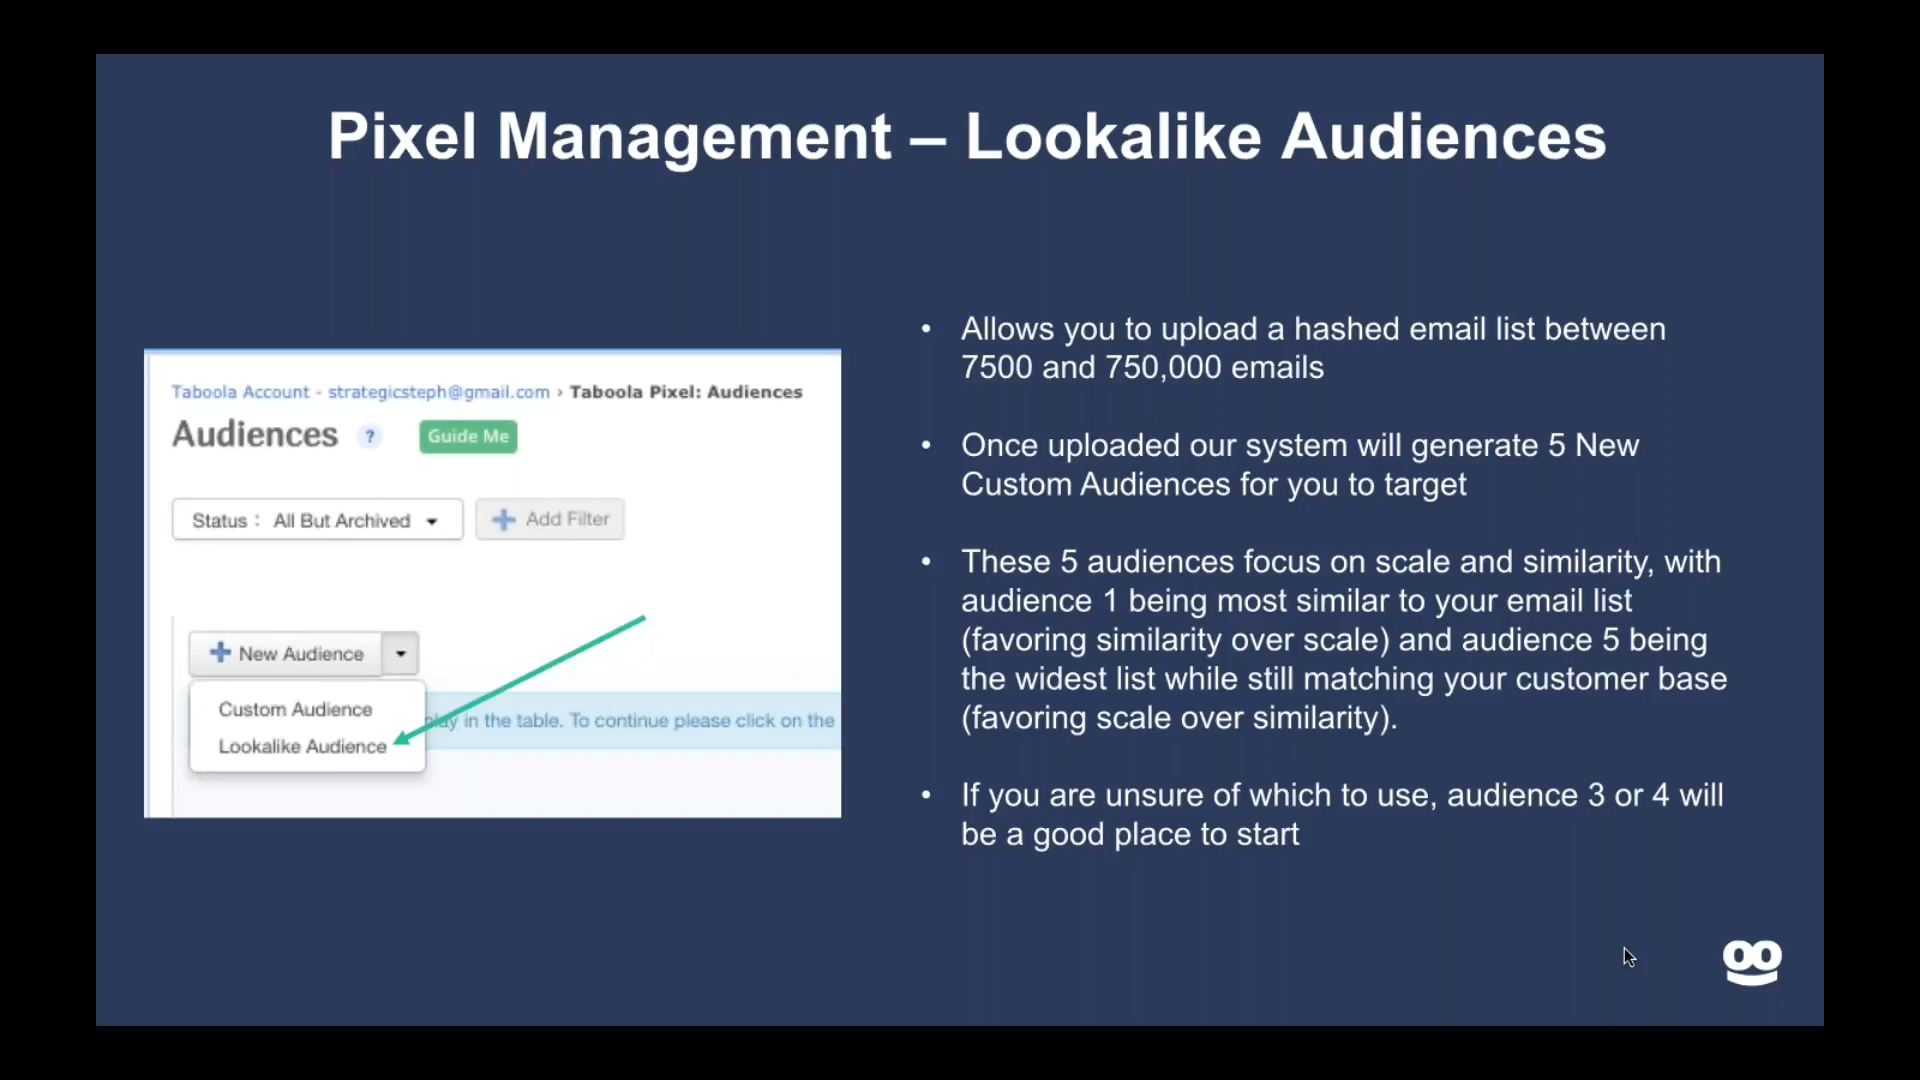 Pixel Management – Lookalike Audiences
Taboola Account - strategicsteph@gmail.com › Taboola Pixel: Audiences
Audiences ? Guide Me
Status : All But Archived
Add Filter
New Audience
Custom Audience
Lookalike Audience
in the table. To continue please click on the
• Allows you to upload a hashed email list between
7500 and 750,000 emails
• Once uploaded our system will generate 5 New
Custom Audiences for you to target
• These 5 audiences focus on scale and similarity, with
audience 1 being most similar to your email list
(favoring similarity over scale) and audience 5 being
the widest list while still matching your customer base
(favoring scale over similarity).
• If you are unsure of which to use, audience 3 or 4 will
be a good place to start